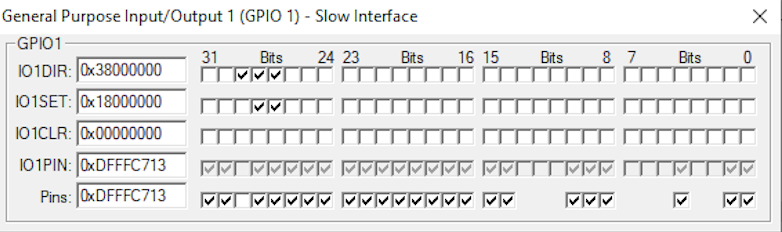 General Purpose Input/Output 1 (GPIO 1) - Slow Interface
GPIO1
31 Bits 24 23 Bits 16 15 Bits 8 7 Bits 0
IO1DIR: 0x38000000
IO1SET: 0x18000000
IO1CLR: 0x00000000
IO1PIN: 0xDFFFC713
Pins: 0xDFFFC713